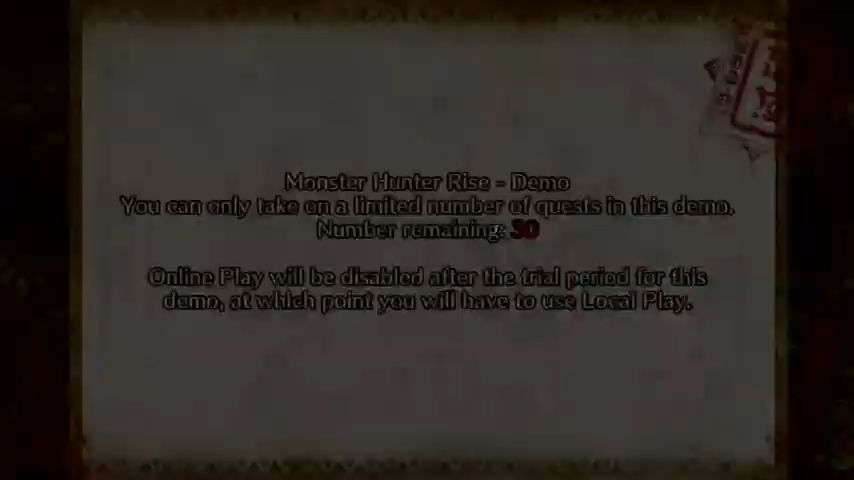 Monster Hunter Rise - Demo
You can only take on a limited number of quests in this demo.
Number remaining: 30
Online Play will be disabled after the trial period for this
demo, at which point you will have to use Local Play.